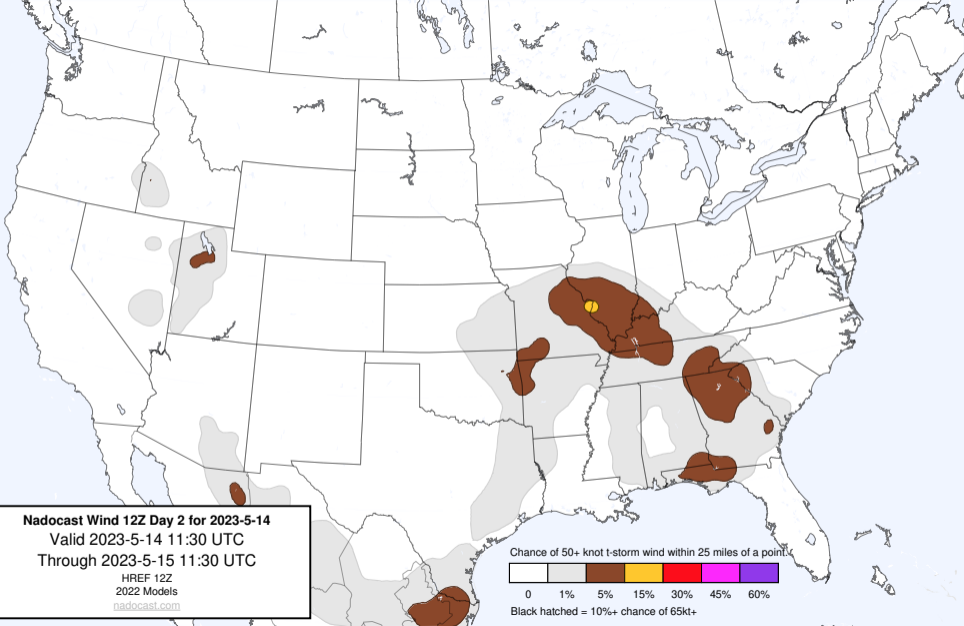 Nadocast Wind 12Z Day 2 for 2023-5-14
Valid 2023-5-14 11:30 UTC
Through 2023-5-15 11:30 UTC
HREF 12Z
2022 Models
nadocast.com
Chance of 50+ knot t-storm wind within 25 miles of a point.
0 1% 5% 15% 30% 45% 60%
Black hatched = 10%+ chance of 65kt+